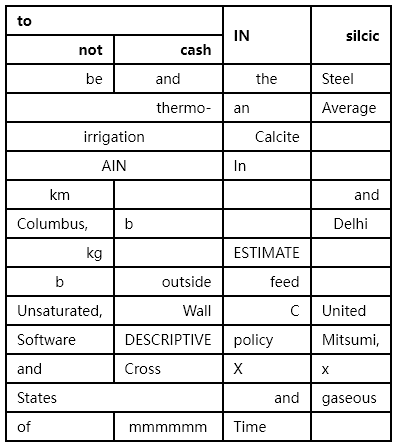 to IN silcic
not cash
be and the Steel
thermo- an Average
irrigation Calcite
AIN In
km and
Columbus, b Delhi
kg ESTIMATE
b outside feed
Unsaturated, Wall C United
Software DESCRIPTIVE policy Mitsumi,
and Cross X x
States and gaseous
of mmmmmm Time